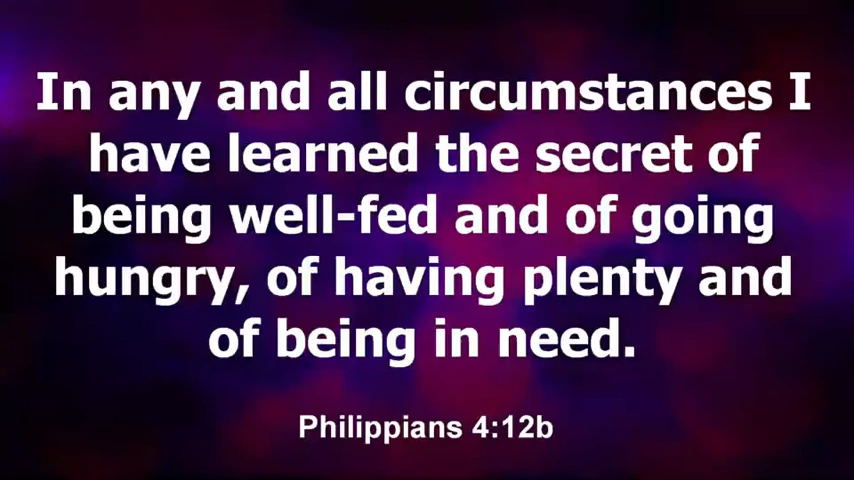 In any and all circumstances I
have learned the secret of
being well-fed and of going
hungry, of having plenty and
of being in need.
Philippians 4:12b